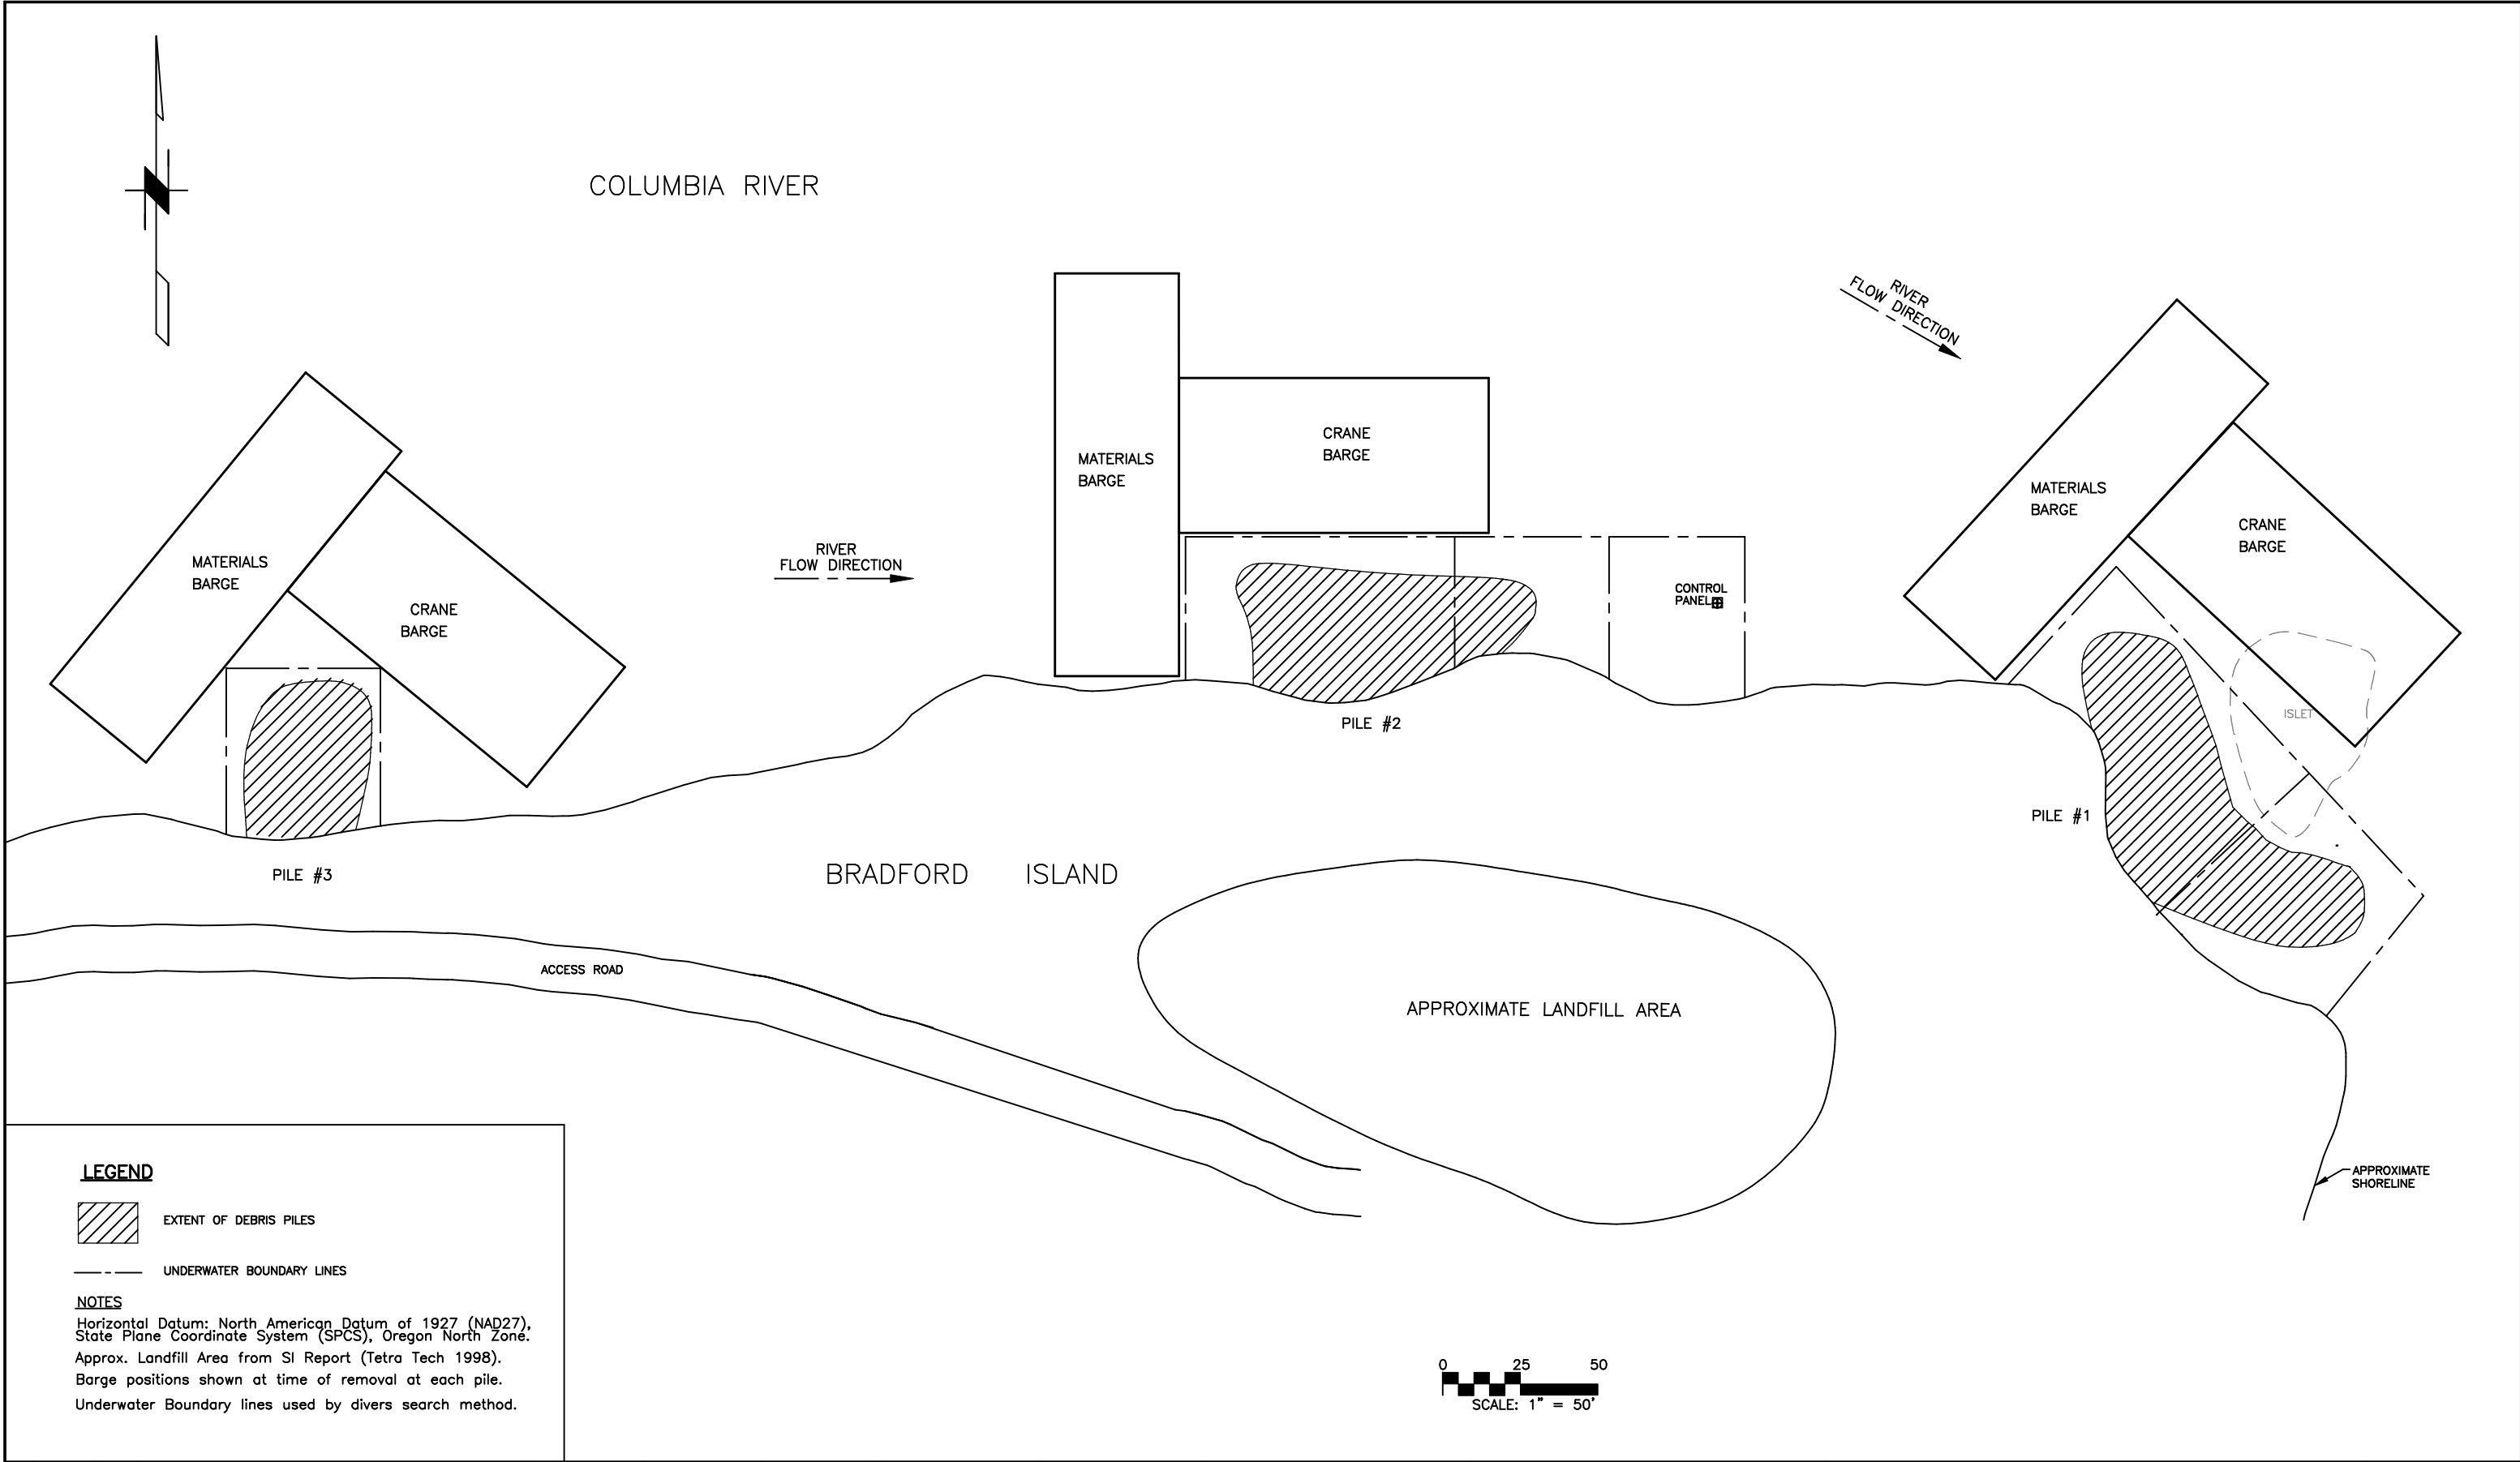 COLUMBIA RIVER
RIVER
FLOW DIRECTION
MATERIALS
BARGE
CRANE
BARGE
RIVER
FLOW DIRECTION
MATERIALS
BARGE
CRANE
BARGE
CONTROL
PANEL
MATERIALS
BARGE
CRANE
BARGE
ISLET
PILE #2
PILE #1
PILE #3
BRADFORD ISLAND
ACCESS ROAD
APPROXIMATE LANDFILL AREA
APPROXIMATE
SHORELINE
LEGEND
EXTENT OF DEBRIS PILES
UNDERWATER BOUNDARY LINES
NOTES
Horizontal Datum: North American Datum of 1927 (NAD27),
State Plane Coordinate System (SPCS), Oregon North Zone.
Approx. Landfill Area from SI Report (Tetra Tech 1998).
Barge positions shown at time of removal at each pile.
Underwater Boundary lines used by divers search method.
0 25 50
SCALE: 1" = 50'